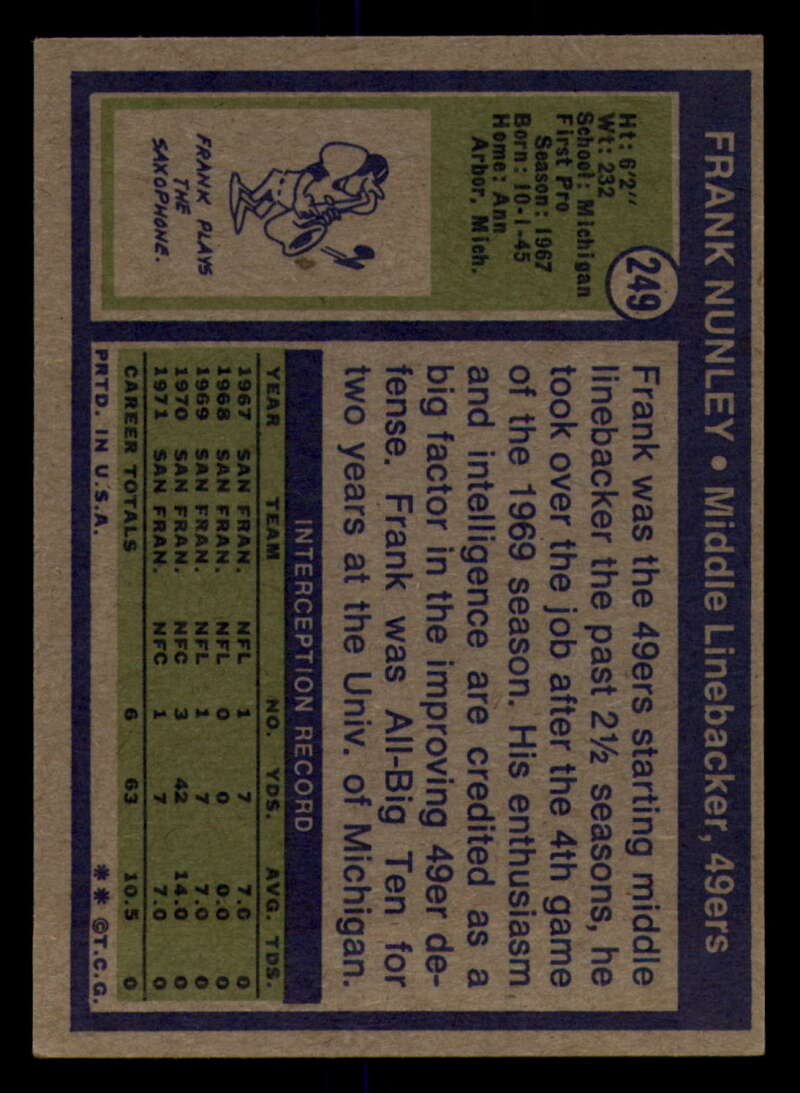 FRANK NUNLEY • Middle Linebacker, 49ers
249
Ht: 6'2"
Wt: 232
School: Michigan
First Pro
Season: 1967
Born: 10-1-45
Home: Ann
Arbor, Mich.
FRANK PLAYS
THE
SAXOPHONE.
Frank was the 49ers starting middle
linebacker the past 2½ seasons, he
took over the job after the 4th game
of the 1969 season. His enthusiasm
and intelligence are credited as a
big factor in the improving 49er de-
fense. Frank was All-Big Ten for
two years at the Univ. of Michigan.
INTERCEPTION RECORD
YEAR TEAM NO. YDS. AVG. TDS.
1967 SAN FRAN. NFL 1 7 7.0 0
1968 SAN FRAN. NFL 0 0 0.0 0
1969 SAN FRAN. NFL 1 7 7.0 0
1970 SAN FRAN. NFC 3 42 14.0 0
1971 SAN FRAN. NFC 1 7 7.0 0
CAREER TOTALS 6 63 10.5 0
PRTD. IN U.S.A. ** ©T.C.G.